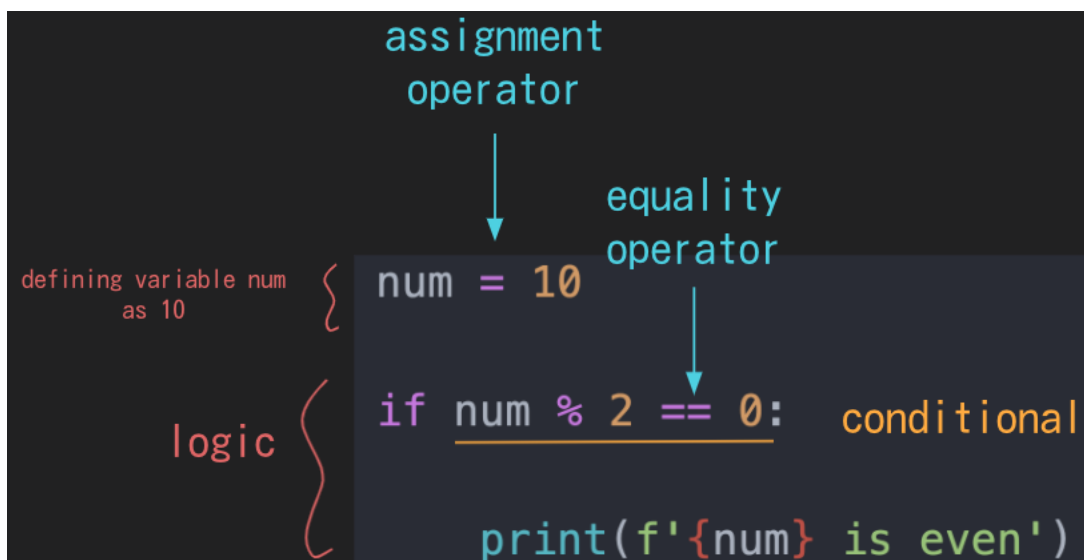 assignment
operator
equality
operator
defining variable num
as 10
num = 10
logic
if num % 2 == 0:
conditional
print(f'{num} is even')